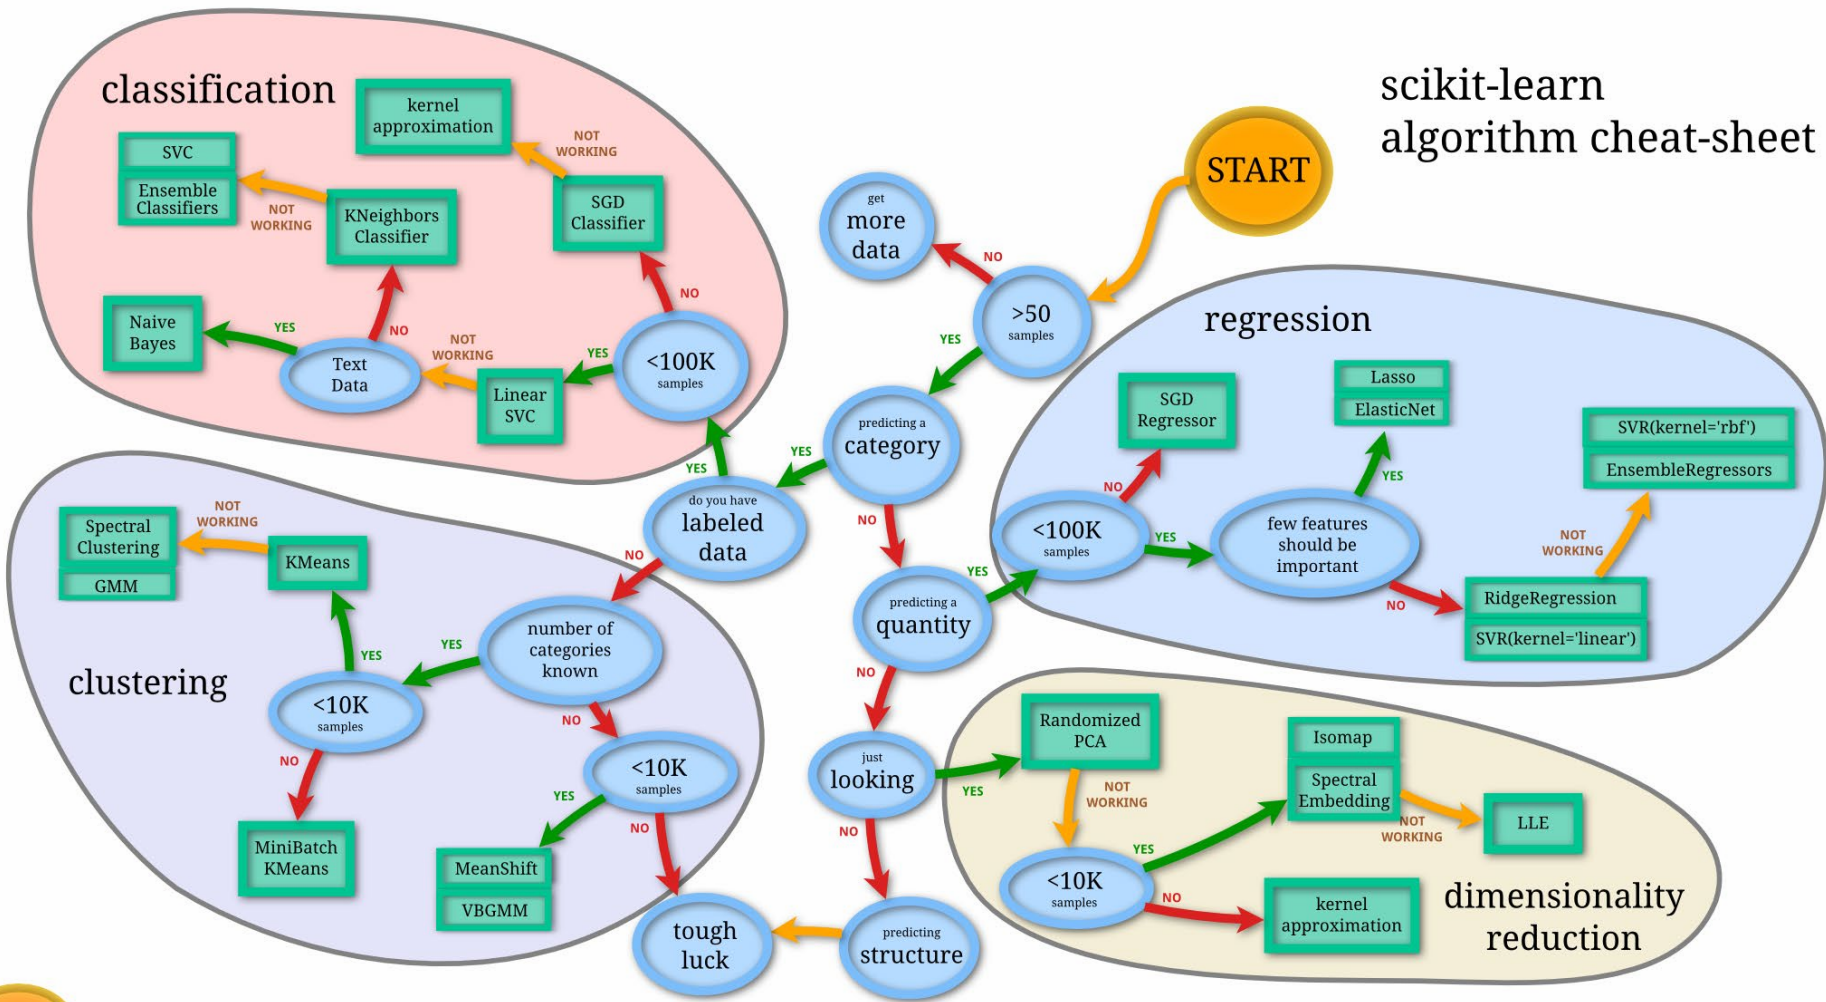 scikit-learn
algorithm cheat-sheet
START
classification
kernel
approximation
NOT
WORKING
SVC
Ensemble
Classifiers
NOT
WORKING
KNeighbors
Classifier
SGD
Classifier
NO
Naive
Bayes
YES
NO
Text
Data
NOT
WORKING
Linear
SVC
YES
<100K
samples
YES
get
more
data
NO
>50
samples
YES
predicting a
category
YES
NO
do you have
labeled
data
NO
predicting a
quantity
YES
NO
just
looking
YES
NO
predicting
structure
tough
luck
regression
SGD
Regressor
NO
<100K
samples
YES
few features
should be
important
YES
Lasso
ElasticNet
SVR(kernel='rbf')
EnsembleRegressors
NOT
WORKING
NO
RidgeRegression
SVR(kernel='linear')
clustering
Spectral
Clustering
GMM
NOT
WORKING
KMeans
YES
<10K
samples
YES
number of
categories
known
NO
NO
MiniBatch
KMeans
<10K
samples
YES
NO
MeanShift
VBGMM
Randomized
PCA
NOT
WORKING
<10K
samples
YES
NO
Isomap
Spectral
Embedding
NOT
WORKING
LLE
kernel
approximation
dimensionality
reduction